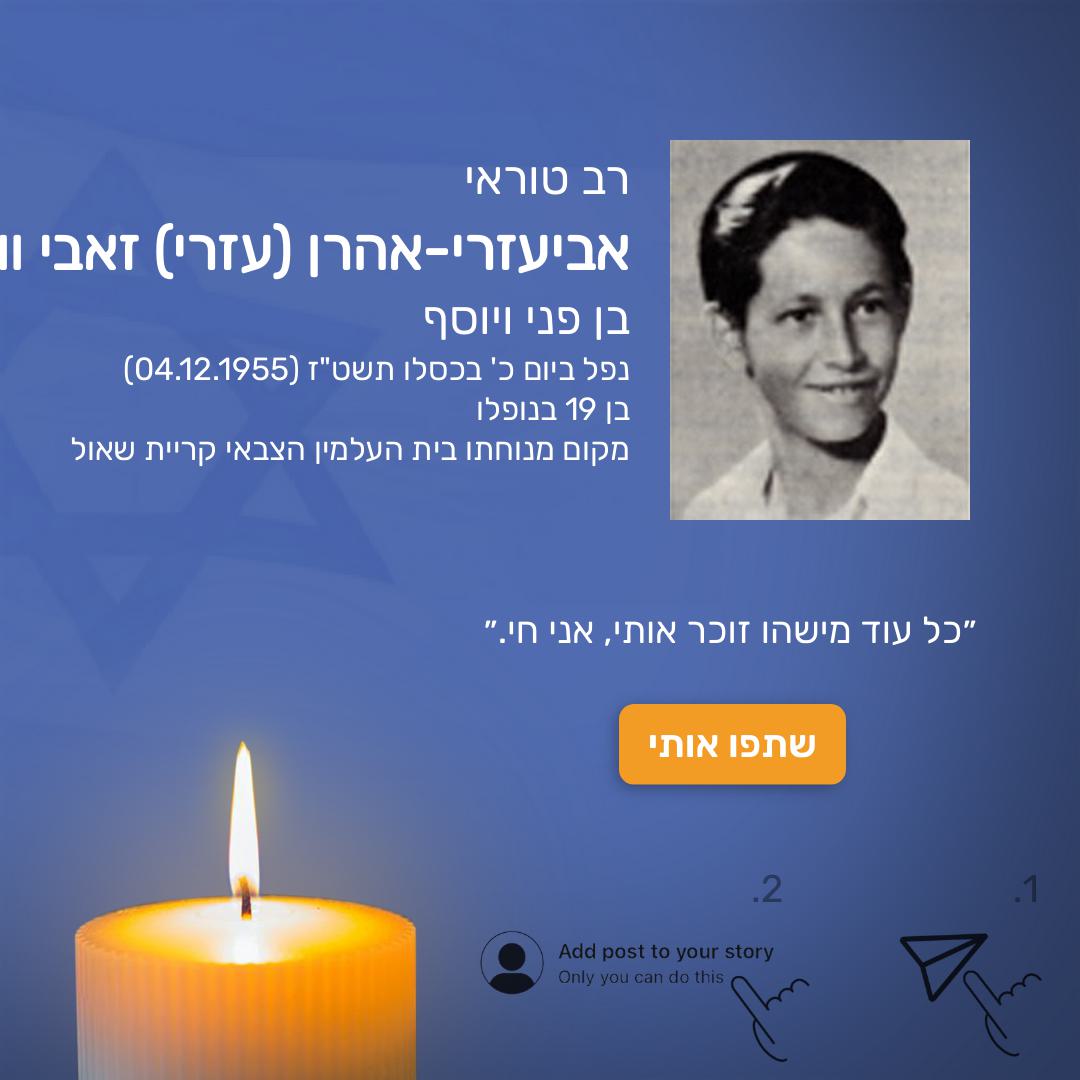 רב טוראי
אביעזרי-אהרן (עזרי) זאבי
בן פני ויוסף
נפל ביום כ' בכסלו תשט"ז (04.12.1955)
בן 19 בנופלו
מקום מנוחתו בית העלמין הצבאי קריית שאול
״כל עוד מישהו זוכר אותי, אני חי.״
שתפו אותי
1.
2.
Add post to your story
Only you can do this